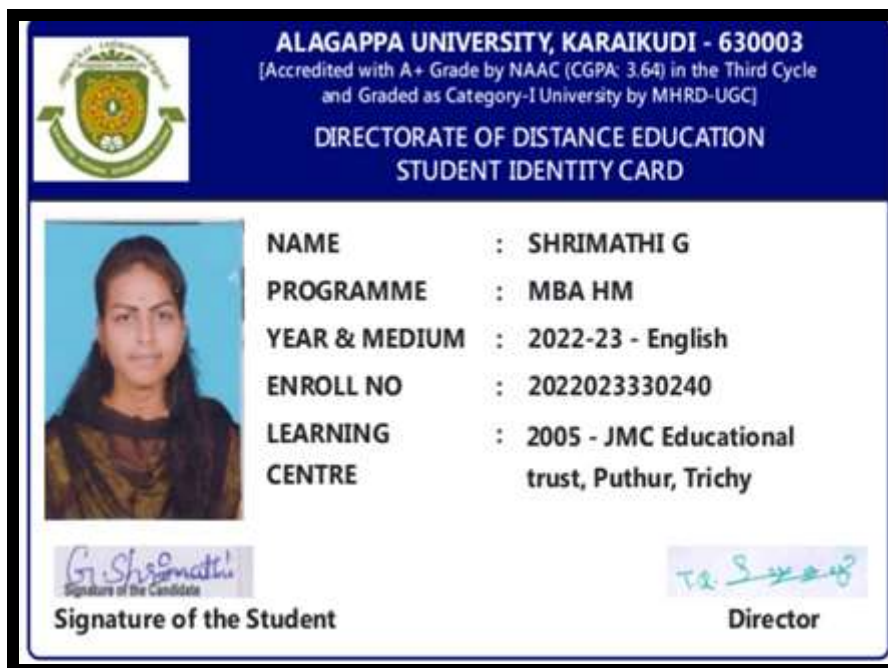 ALAGAPPA UNIVERSITY, KARAIKUDI - 630003
[Accredited with A+ Grade by NAAC (CGPA: 3.64) in the Third Cycle
and Graded as Category-I University by MHRD-UGC]
DIRECTORATE OF DISTANCE EDUCATION
STUDENT IDENTITY CARD
NAME : SHRIMATHI G
PROGRAMME : MBA HM
YEAR & MEDIUM : 2022-23 - English
ENROLL NO : 2022023330240
LEARNING : 2005 - JMC Educational
CENTRE trust, Puthur, Trichy
G. Shrimathi
Signature of the Candidate
Signature of the Student
Director